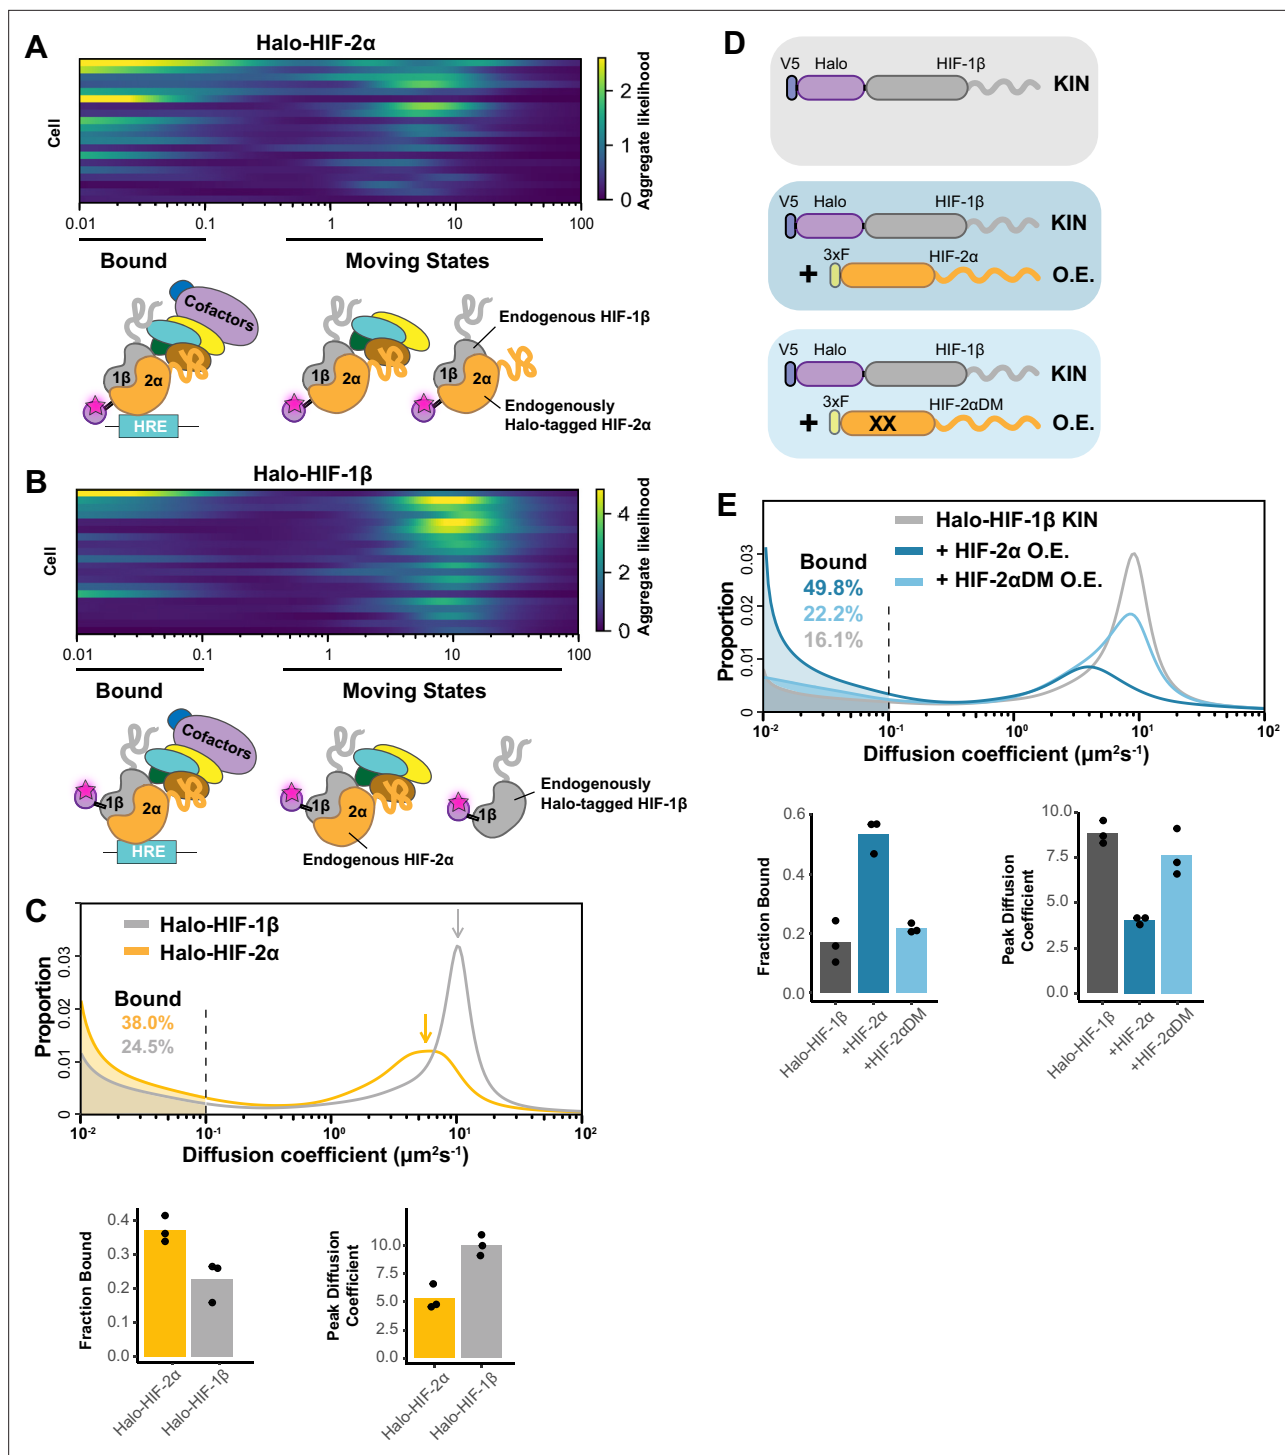 A
Halo-HIF-2α
Cell
0.01 0.1 1 10 100
2
1
0
Aggregate likelihood
Bound
Moving States
Cofactors
1β 2α
HRE
1β 2α
1β 2α
Endogenous HIF-1β
Endogenously
Halo-tagged HIF-2α
B
Halo-HIF-1β
Cell
0.01 0.1 1 10 100
4
2
0
Aggregate likelihood
Bound
Moving States
Cofactors
1β 2α
HRE
1β 2α
Endogenous HIF-2α
1β
Endogenously
Halo-tagged HIF-1β
C
Halo-HIF-1β
Halo-HIF-2α
Bound
38.0%
24.5%
Proportion
0.03
0.02
0.01
0
10-2 10-1 100 101 102
Diffusion coefficient (μm2s-1)
Fraction Bound
0.4
0.3
0.2
0.1
0.0
Halo-HIF-2α
Halo-HIF-1β
Peak Diffusion
Coefficient
10.0
7.5
5.0
2.5
0.0
Halo-HIF-2α
Halo-HIF-1β
D
V5 Halo HIF-1β
KIN
V5 Halo HIF-1β
KIN
+ 3xF HIF-2α
O.E.
V5 Halo HIF-1β
KIN
+ 3xF HIF-2αDM
XX
O.E.
E
Halo-HIF-1β KIN
+ HIF-2α O.E.
+ HIF-2αDM O.E.
Bound
49.8%
22.2%
16.1%
Proportion
0.03
0.02
0.01
0
10-2 10-1 100 101 102
Diffusion coefficient (μm2s-1)
Fraction Bound
0.6
0.4
0.2
0.0
Halo-HIF-1β
+HIF-2α
+HIF-2αDM
Peak Diffusion
Coefficient
10.0
7.5
5.0
2.5
0.0
Halo-HIF-1β
+HIF-2α
+HIF-2αDM